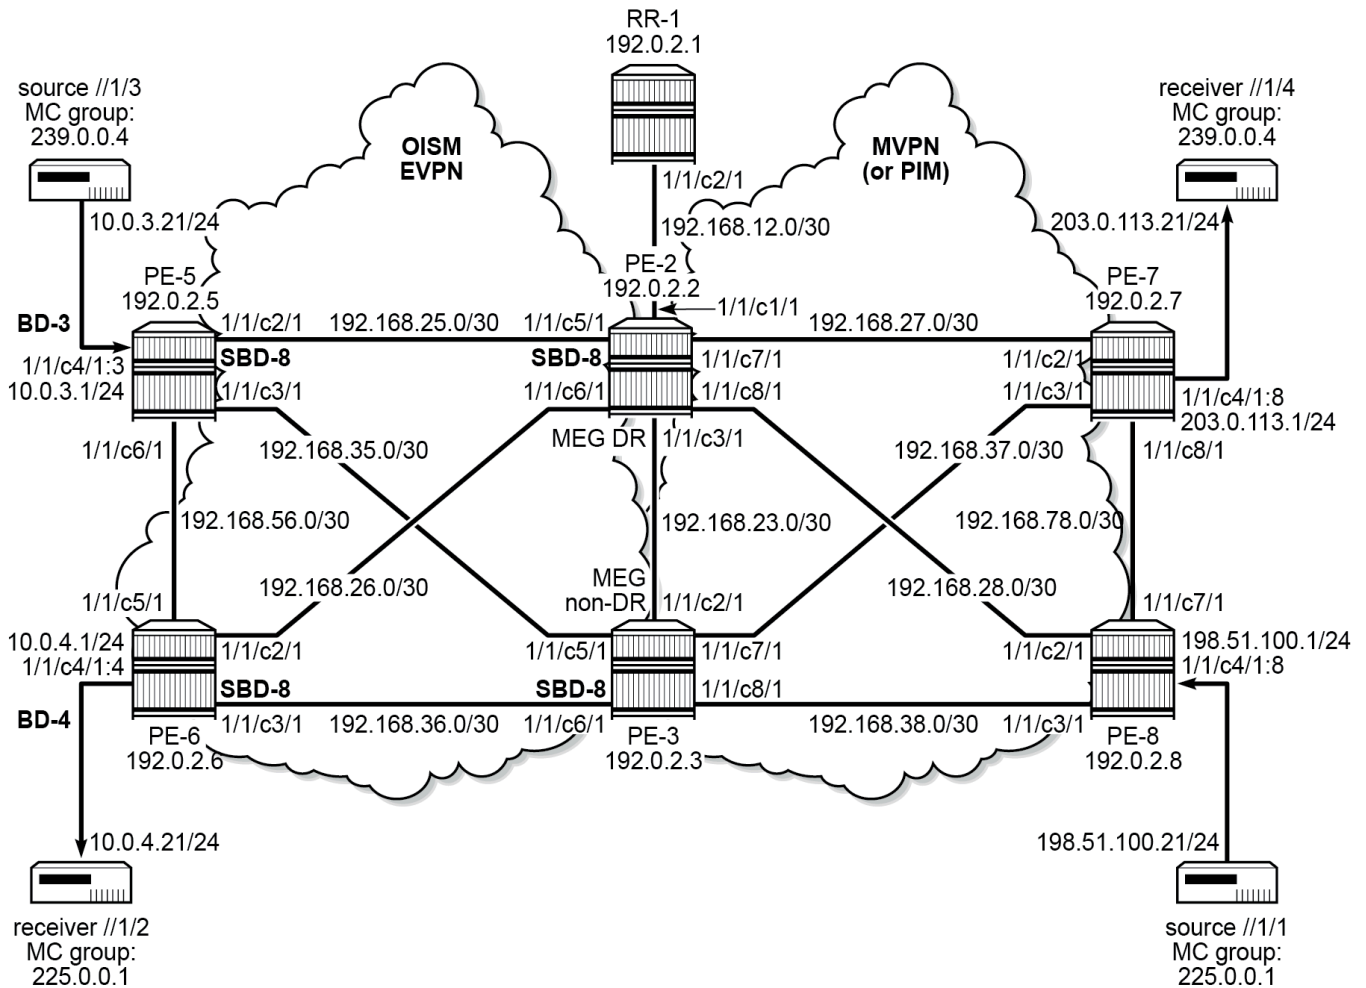 RR-1
192.0.2.1
source //1/3
MC group:
239.0.0.4
receiver //1/4
MC group:
239.0.0.4
OISM
EVPN
MVPN
(or PIM)
1/1/c2/1
10.0.3.21/24
192.168.12.0/30
203.0.113.21/24
PE-5
192.0.2.5
PE-2
192.0.2.2
PE-7
192.0.2.7
1/1/c1/1
BD-3
1/1/c2/1
192.168.25.0/30
1/1/c5/1
192.168.27.0/30
1/1/c4/1:3
SBD-8
SBD-8
1/1/c7/1
1/1/c2/1
10.0.3.1/24
1/1/c3/1
1/1/c6/1
1/1/c8/1
1/1/c3/1
1/1/c4/1:8
203.0.113.1/24
1/1/c6/1
192.168.35.0/30
MEG DR
1/1/c3/1
192.168.37.0/30
1/1/c8/1
192.168.56.0/30
192.168.23.0/30
192.168.78.0/30
192.168.26.0/30
MEG
non-DR
192.168.28.0/30
1/1/c5/1
1/1/c2/1
1/1/c7/1
10.0.4.1/24
1/1/c4/1:4
1/1/c2/1
1/1/c5/1
1/1/c7/1
1/1/c2/1
198.51.100.1/24
1/1/c4/1:8
BD-4
SBD-8
SBD-8
1/1/c8/1
1/1/c3/1
192.168.36.0/30
1/1/c6/1
192.168.38.0/30
1/1/c3/1
PE-6
192.0.2.6
PE-3
192.0.2.3
PE-8
192.0.2.8
10.0.4.21/24
198.51.100.21/24
receiver //1/2
MC group:
225.0.0.1
source //1/1
MC group:
225.0.0.1